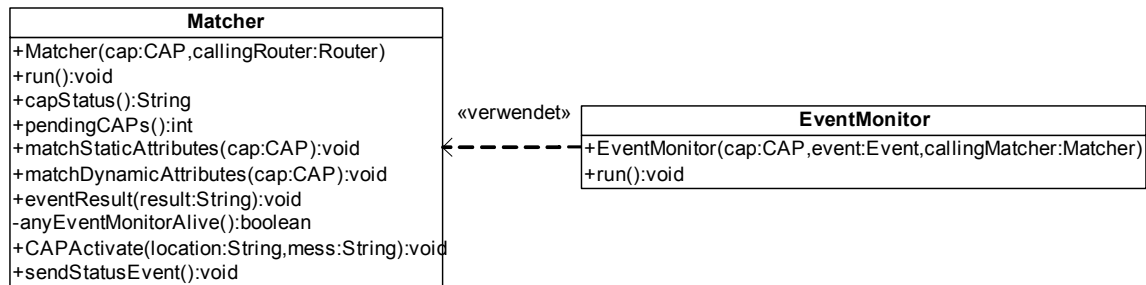 Matcher
+Matcher(cap:CAP,callingRouter:Router)
+run():void
+capStatus():String
+pendingCAPs():int
+matchStaticAttributes(cap:CAP):void
+matchDynamicAttributes(cap:CAP):void
+eventResult(result:String):void
-anyEventMonitorAlive():boolean
+CAPActivate(location:String,mess:String):void
+sendStatusEvent():void
«verwendet»
EventMonitor
+EventMonitor(cap:CAP,event:Event,callingMatcher:Matcher)
+run():void